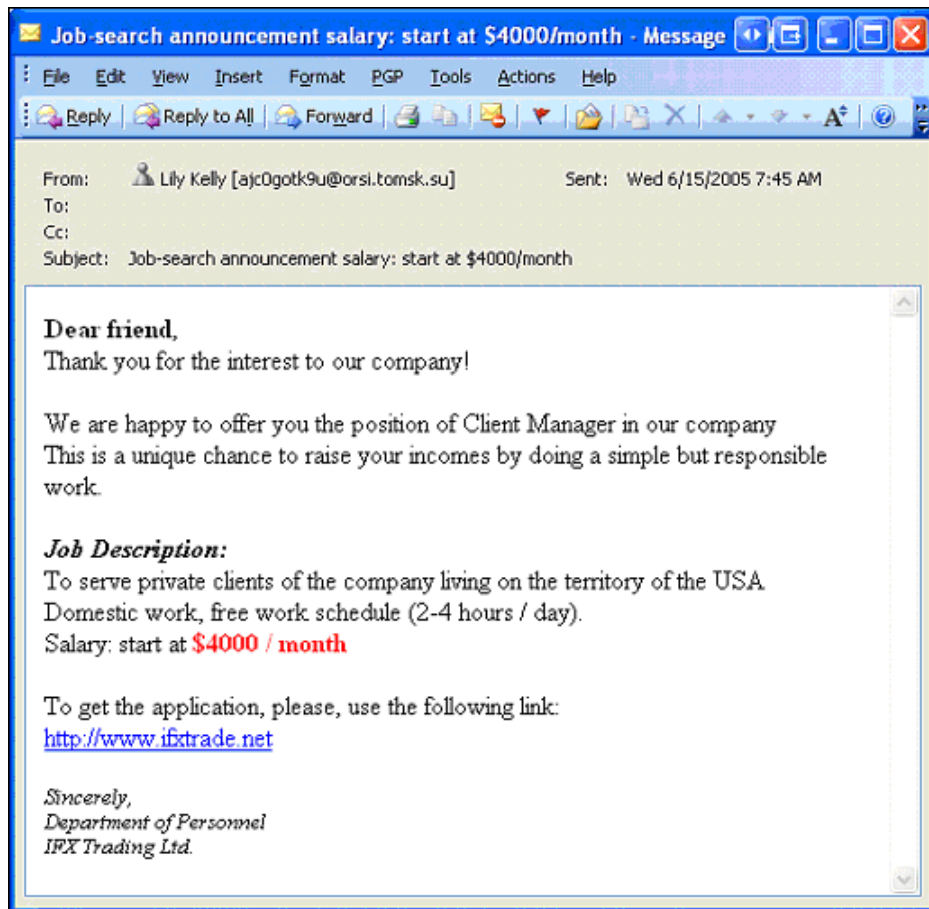 Job-search announcement salary: start at $4000/month - Message
File Edit View Insert Format PGP Tools Actions Help
Reply Reply to All Forward A
From: Lily Kelly [ajc0gotk9u@orsi.tomsk.su] Sent: Wed 6/15/2005 7:45 AM
To:
Cc:
Subject: Job-search announcement salary: start at $4000/month
Dear friend,
Thank you for the interest to our company!
We are happy to offer you the position of Client Manager in our company
This is a unique chance to raise your incomes by doing a simple but responsible
work.
Job Description:
To serve private clients of the company living on the territory of the USA
Domestic work, free work schedule (2-4 hours / day).
Salary: start at $4000 / month
To get the application, please, use the following link:
http://www.ifxtrade.net
Sincerely,
Department of Personnel
IFX Trading Ltd.